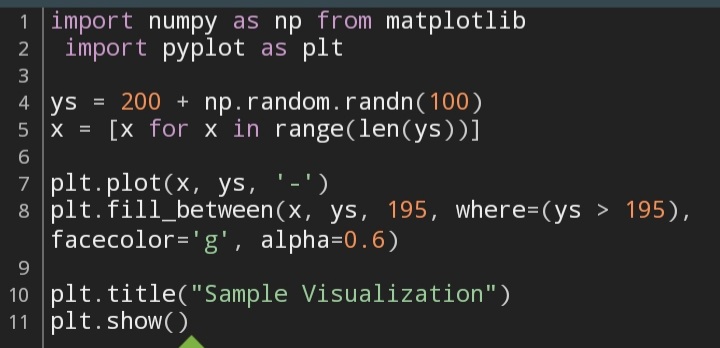 1 import numpy as np from matplotlib
2  import pyplot as plt
3
4 ys = 200 + np.random.randn(100)
5 x = [x for x in range(len(ys))]
6
7 plt.plot(x, ys, '-')
8 plt.fill_between(x, ys, 195, where=(ys > 195),
facecolor='g', alpha=0.6)
9
10 plt.title("Sample Visualization")
11 plt.show()